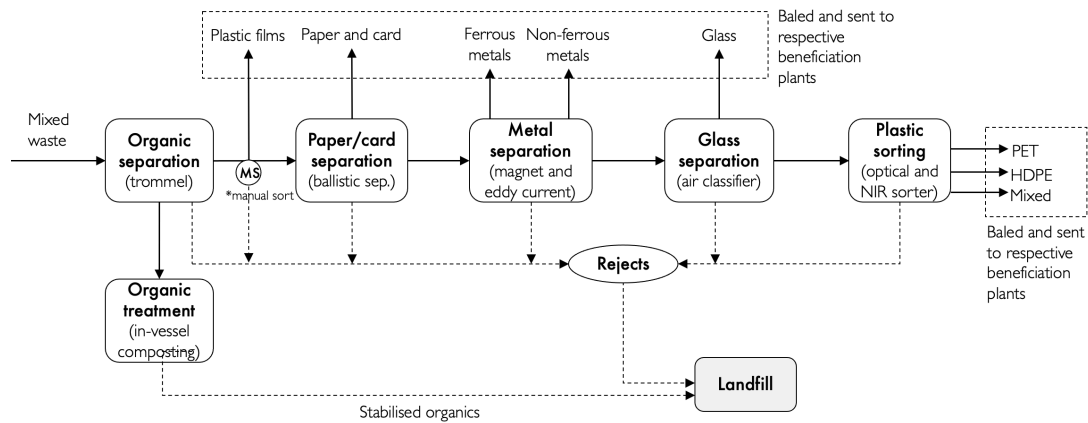 Plastic films
Paper and card
Ferrous
metals
Non-ferrous
metals
Glass
Baled and sent to
respective
beneficiation
plants
Mixed
waste
Organic
separation
(trommel)
MS
*manual sort
Paper/card
separation
(ballistic sep.)
Metal
separation
(magnet and
eddy current)
Glass
separation
(air classifier)
Plastic
sorting
(optical and
NIR sorter)
PET
HDPE
Mixed
Baled and sent
to respective
beneficiation
plants
Rejects
Organic
treatment
(in-vessel
composting)
Landfill
Stabilised organics